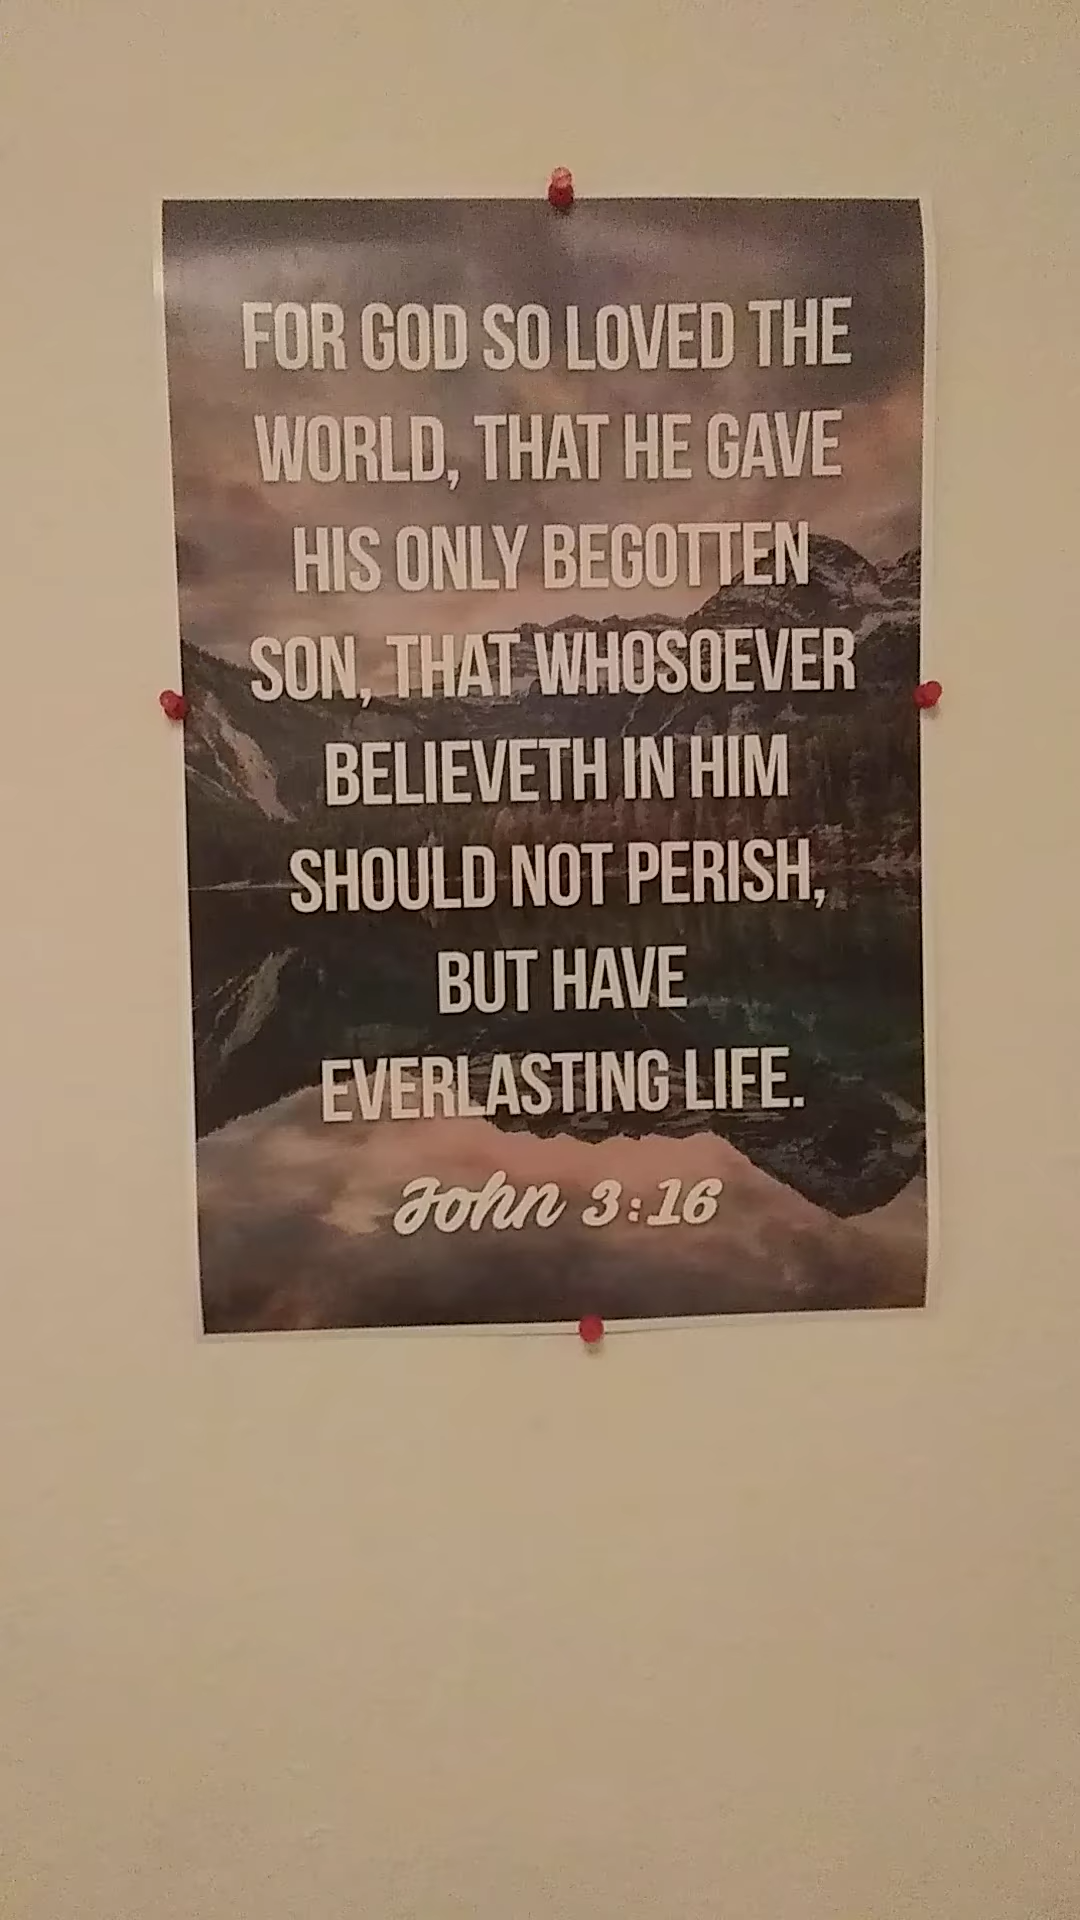 FOR GOD SO LOVED THE
WORLD, THAT HE GAVE
HIS ONLY BEGOTTEN
SON, THAT WHOSOEVER
BELIEVETH IN HIM
SHOULD NOT PERISH,
BUT HAVE
EVERLASTING LIFE.
John 3:16